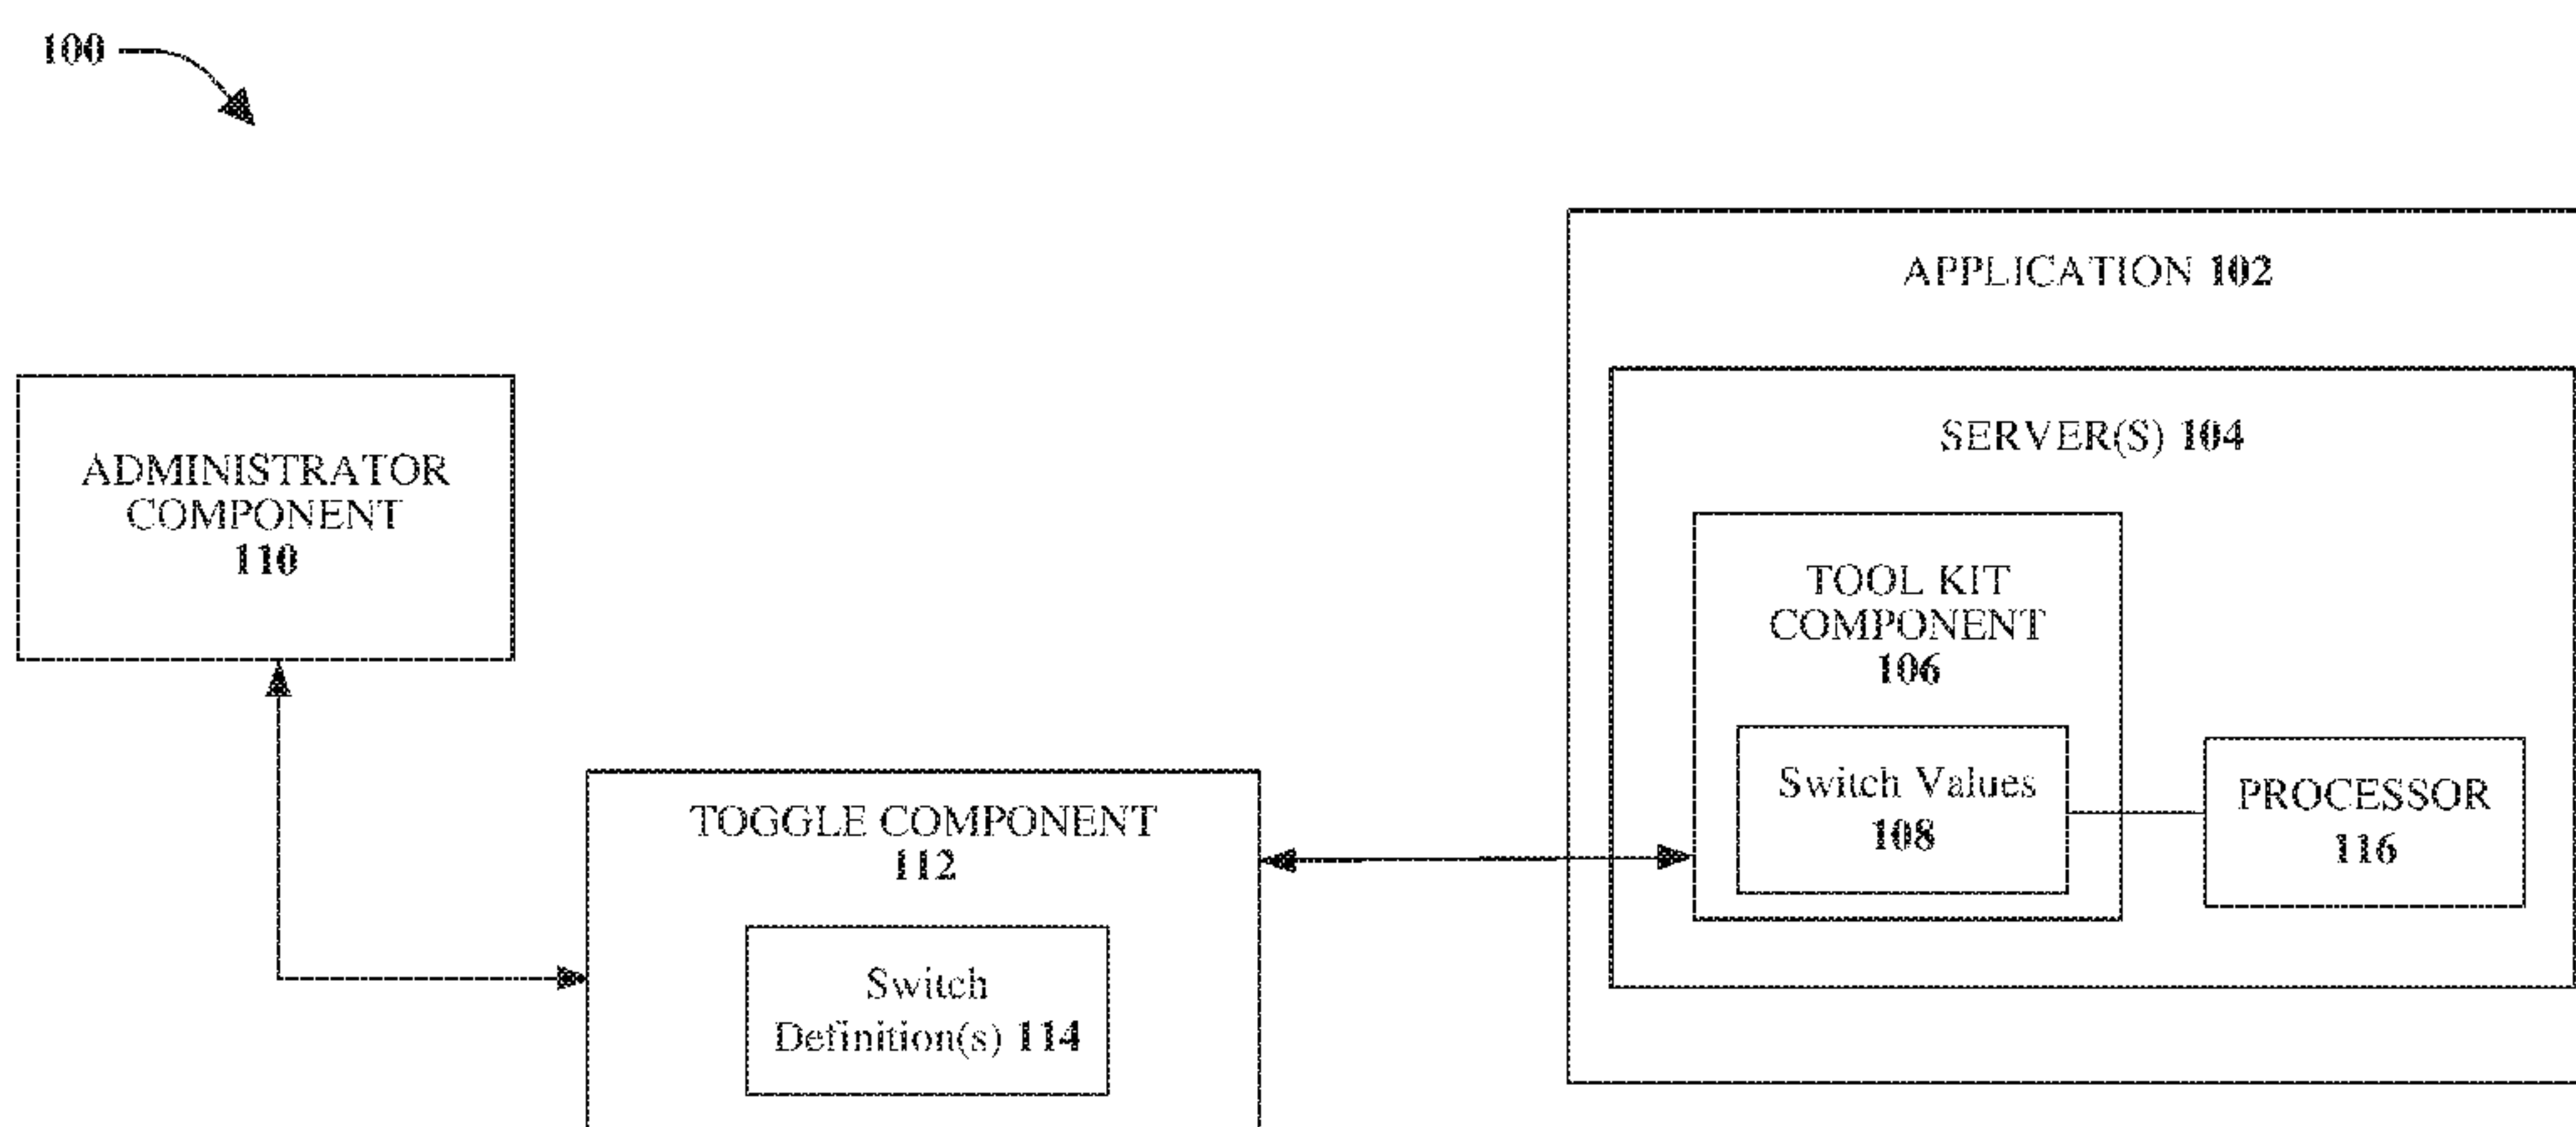 100
APPLICATION 102
SERVER(S) 104
ADMINISTRATOR
COMPONENT
110
TOOL KIT
COMPONENT
106
Switch Values
108
PROCESSOR
116
TOGGLE COMPONENT
112
Switch
Definition(s) 114